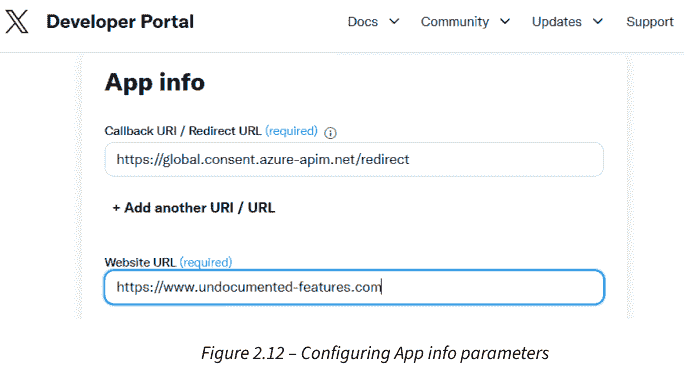 X Developer Portal Docs Community Updates Support
App info
Callback URI / Redirect URL (required)
https://global.consent.azure-apim.net/redirect
+ Add another URI / URL
Website URL (required)
https://www.undocumented-features.com
Figure 2.12 – Configuring App info parameters